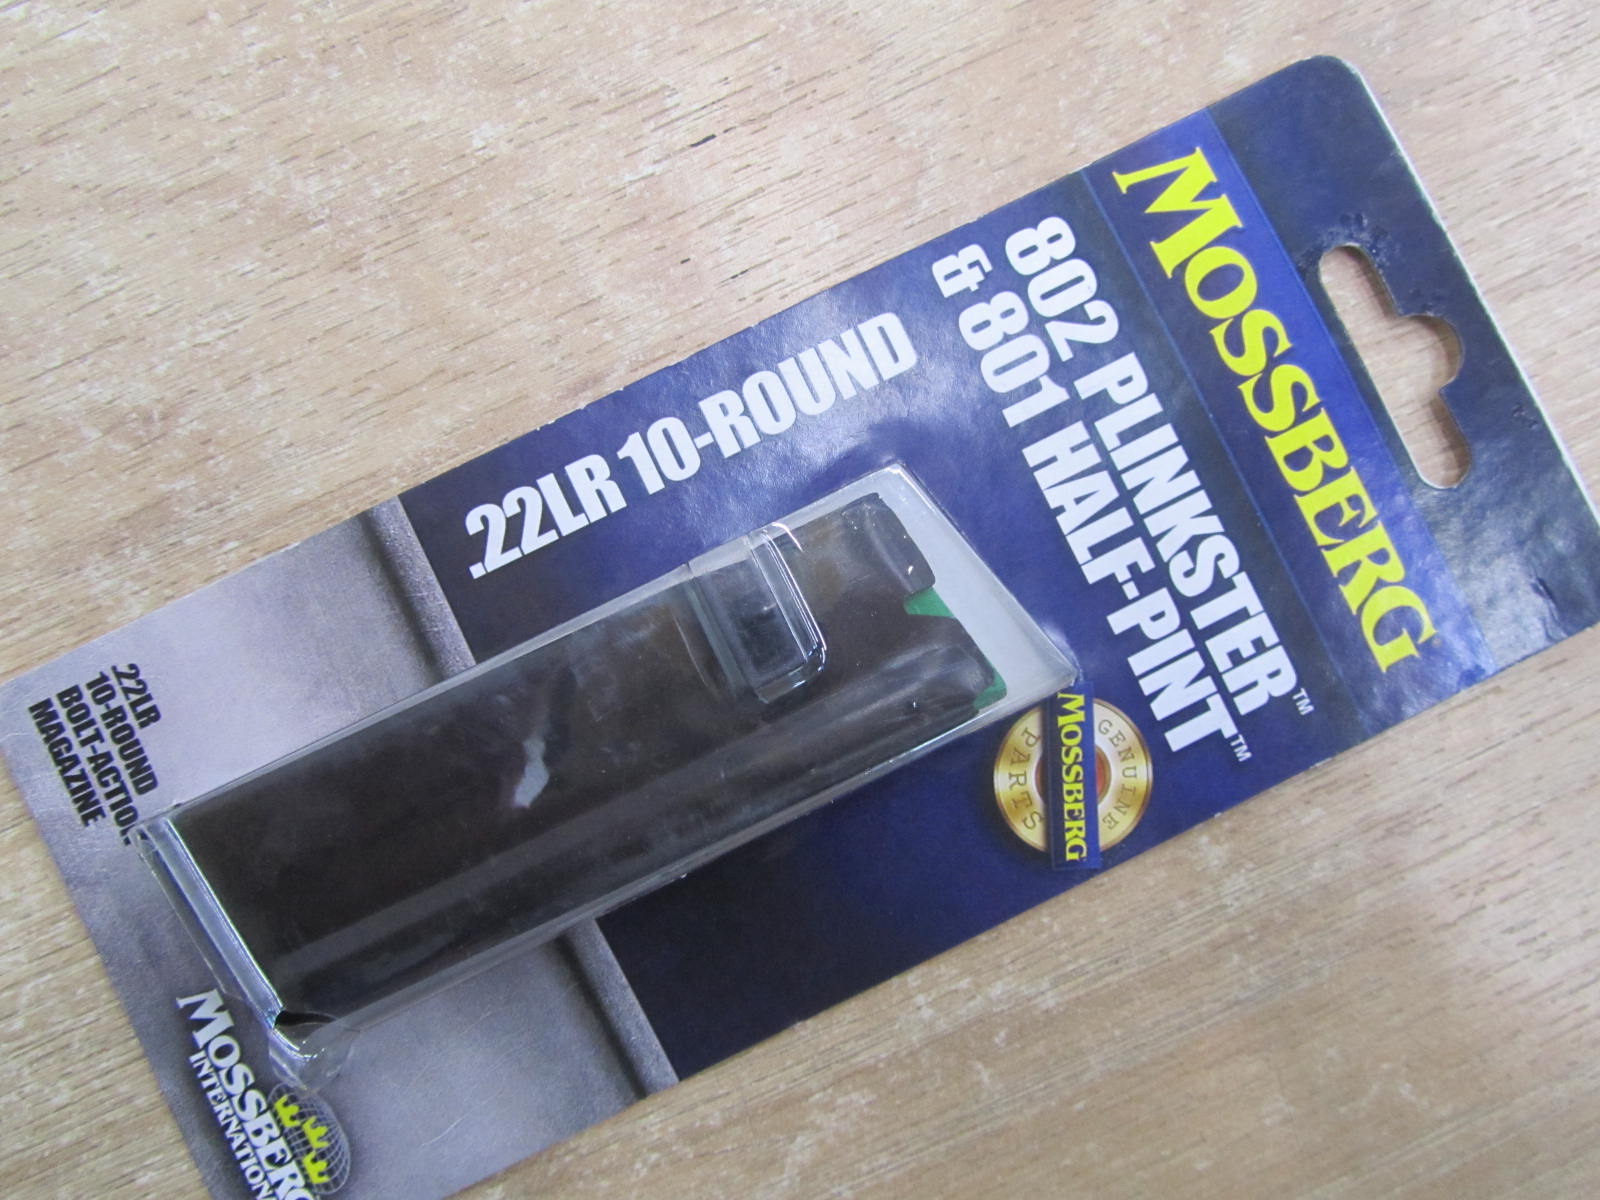 MOSSBERG
802 PLINKSTER™
& 801 HALF-PINT™
.22LR 10-ROUND
GENUINE
MOSSBERG
PARTS
.22LR
10-ROUND
BOLT-ACTION
MAGAZINE
MOSSBERG
INTERNATIONAL